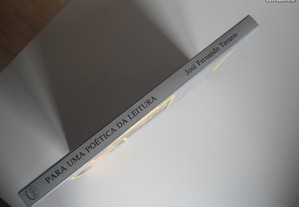 PARA UMA POÉTICA DA LEITURA
José Fernando Tavares